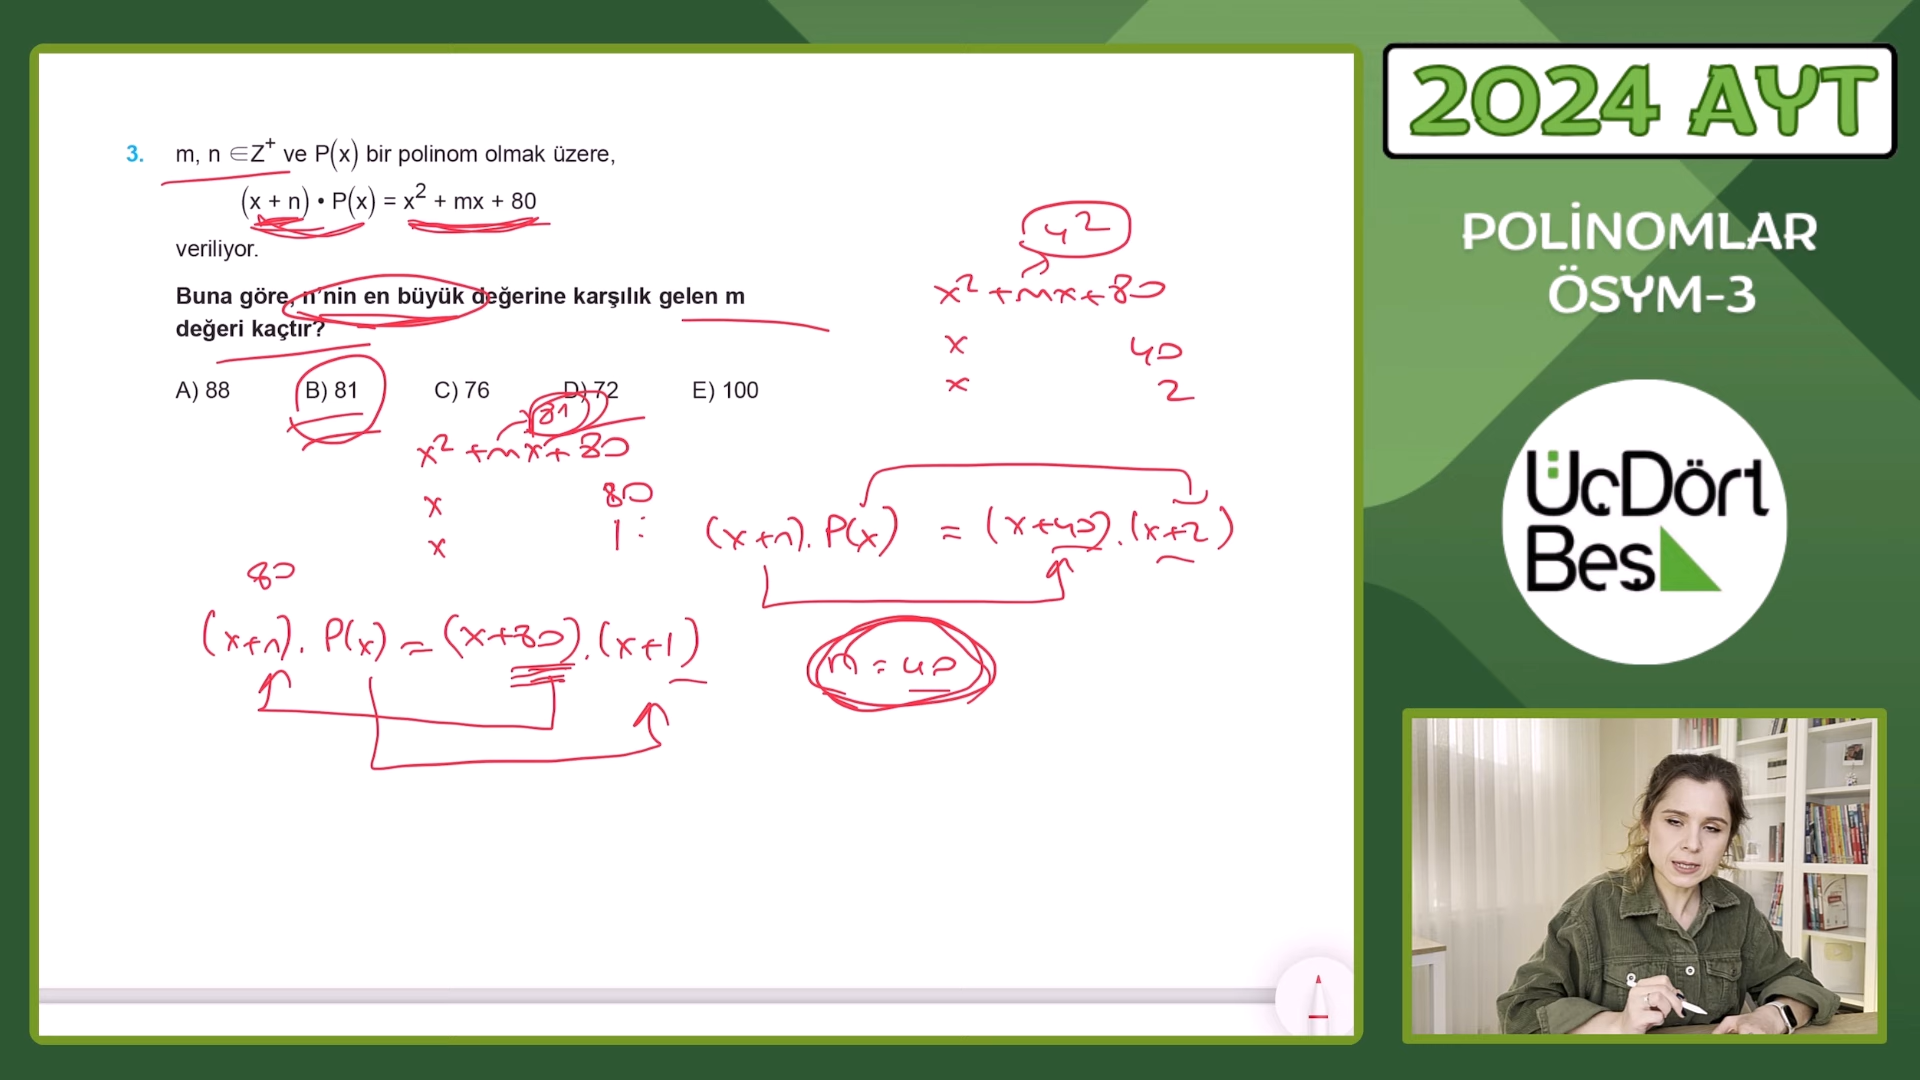 2024 AYT
POLİNOMLAR
ÖSYM-3
ÜçDört
Beş
3. m, n ∈Z⁺ ve P(x) bir polinom olmak üzere,
(x + n) • P(x) = x² + mx + 80
veriliyor.
Buna göre, n'nin en büyük değerine karşılık gelen m
değeri kaçtır?
A) 88 B) 81 C) 76 D) 72 E) 100
81
x² + mx + 80
x 80
x 1
80
(x+n). P(x) = (x+80).(x+1)
42
x² + mx + 80
x 40
x 2
(x+n). P(x) = (x+40).(x+2)
m = 40